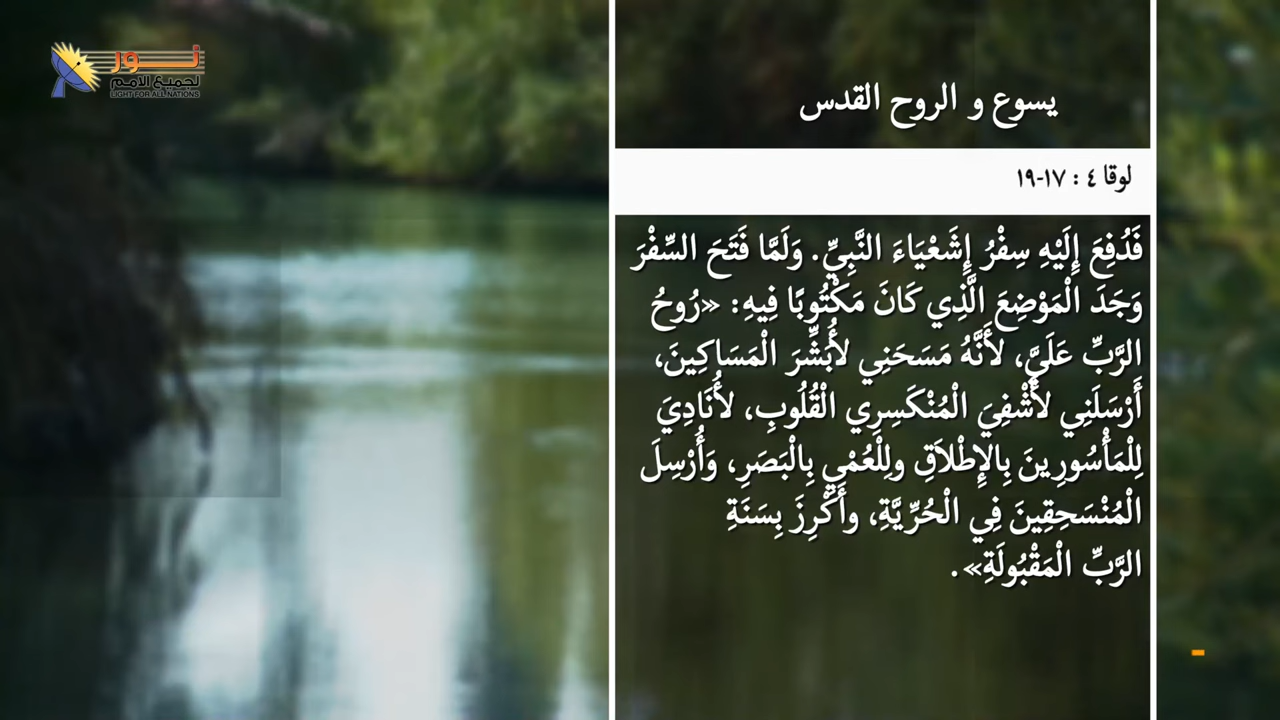 نور
لجميع الأمم
LIGHT FOR ALL NATIONS
يسوع و الروح القدس
لوقا ٤ : ١٧-١٩
فَدُفِعَ إِلَيْهِ سِفْرُ إِشَعْيَاءَ النَّبِيِّ. وَلَمَّا فَتَحَ السِّفْرَ
وَجَدَ الْمَوْضِعَ الَّذِي كَانَ مَكْتُوبًا فِيهِ: «رُوحُ
الرَّبِّ عَلَيَّ، لأَنَّهُ مَسَحَنِي لأُبَشِّرَ الْمَسَاكِينَ،
أَرْسَلَنِي لأَشْفِيَ الْمُنْكَسِرِي الْقُلُوبِ، لأُنَادِيَ
لِلْمَأْسُورِينَ بِالإِطْلاَقِ ولِلْعُمْيِ بِالْبَصَرِ، وَأُرْسِلَ
الْمُنْسَحِقِينَ فِي الْحُرِّيَّةِ، وأَكْرِزَ بِسَنَةِ
الرَّبِّ الْمَقْبُولَةِ».